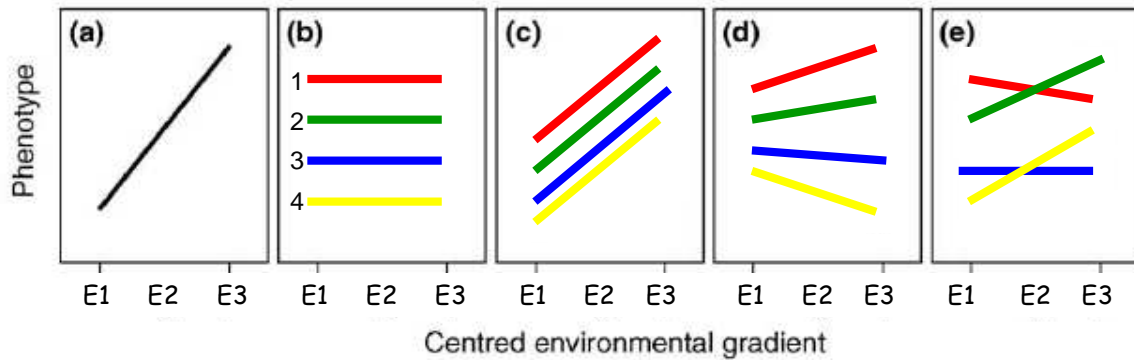 (a) (b) (c) (d) (e)
1
2
3
4
Phenotype
E1 E2 E3 E1 E2 E3 E1 E2 E3 E1 E2 E3 E1 E2 E3
Centred environmental gradient